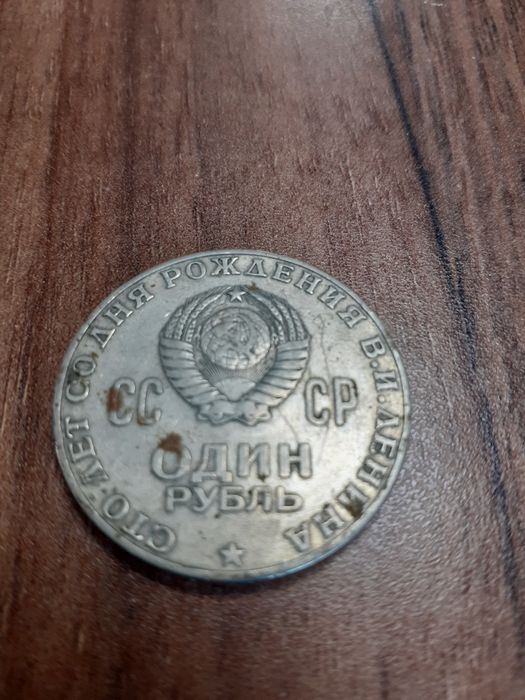 СТО·ЛЕТ СО·ДНЯ·РОЖДЕНИЯ В.И.ЛЕНИНА
СС СР
ОДИН
РУБЛЬ